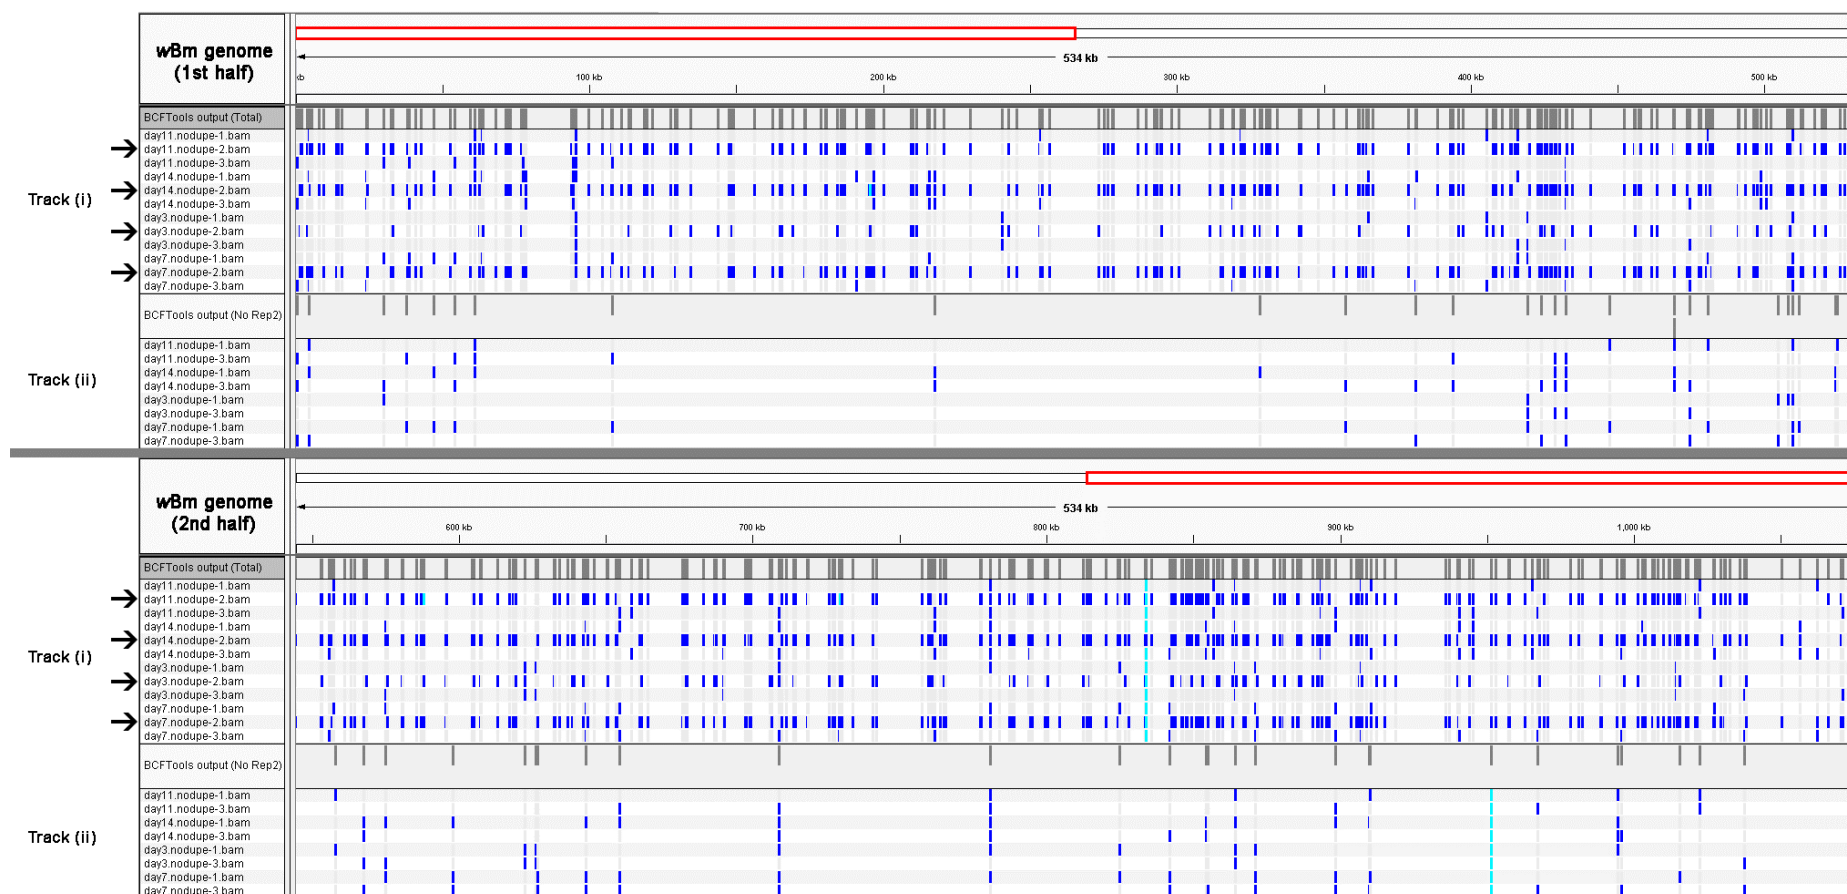 wBm genome
(1st half)
534 kb
kb
100 kb
200 kb
300 kb
400 kb
500 kb
BCFTools output (Total)
day11.nodupe-1.bam
day11.nodupe-2.bam
day11.nodupe-3.bam
day14.nodupe-1.bam
day14.nodupe-2.bam
Track (i)
day14.nodupe-3.bam
day3.nodupe-1.bam
day3.nodupe-2.bam
day3.nodupe-3.bam
day7.nodupe-1.bam
day7.nodupe-2.bam
day7.nodupe-3.bam
BCFTools output (No Rep2)
day11.nodupe-1.bam
day11.nodupe-3.bam
day14.nodupe-1.bam
Track (ii)
day14.nodupe-3.bam
day3.nodupe-1.bam
day3.nodupe-3.bam
day7.nodupe-1.bam
day7.nodupe-3.bam
wBm genome
(2nd half)
534 kb
600 kb
700 kb
800 kb
900 kb
1,000 kb
BCFTools output (Total)
day11.nodupe-1.bam
day11.nodupe-2.bam
day11.nodupe-3.bam
day14.nodupe-1.bam
day14.nodupe-2.bam
Track (i)
day14.nodupe-3.bam
day3.nodupe-1.bam
day3.nodupe-2.bam
day3.nodupe-3.bam
day7.nodupe-1.bam
day7.nodupe-2.bam
day7.nodupe-3.bam
BCFTools output (No Rep2)
day11.nodupe-1.bam
day11.nodupe-3.bam
day14.nodupe-1.bam
Track (ii)
day14.nodupe-3.bam
day3.nodupe-1.bam
day3.nodupe-3.bam
day7.nodupe-1.bam
day7.nodupe-3.bam